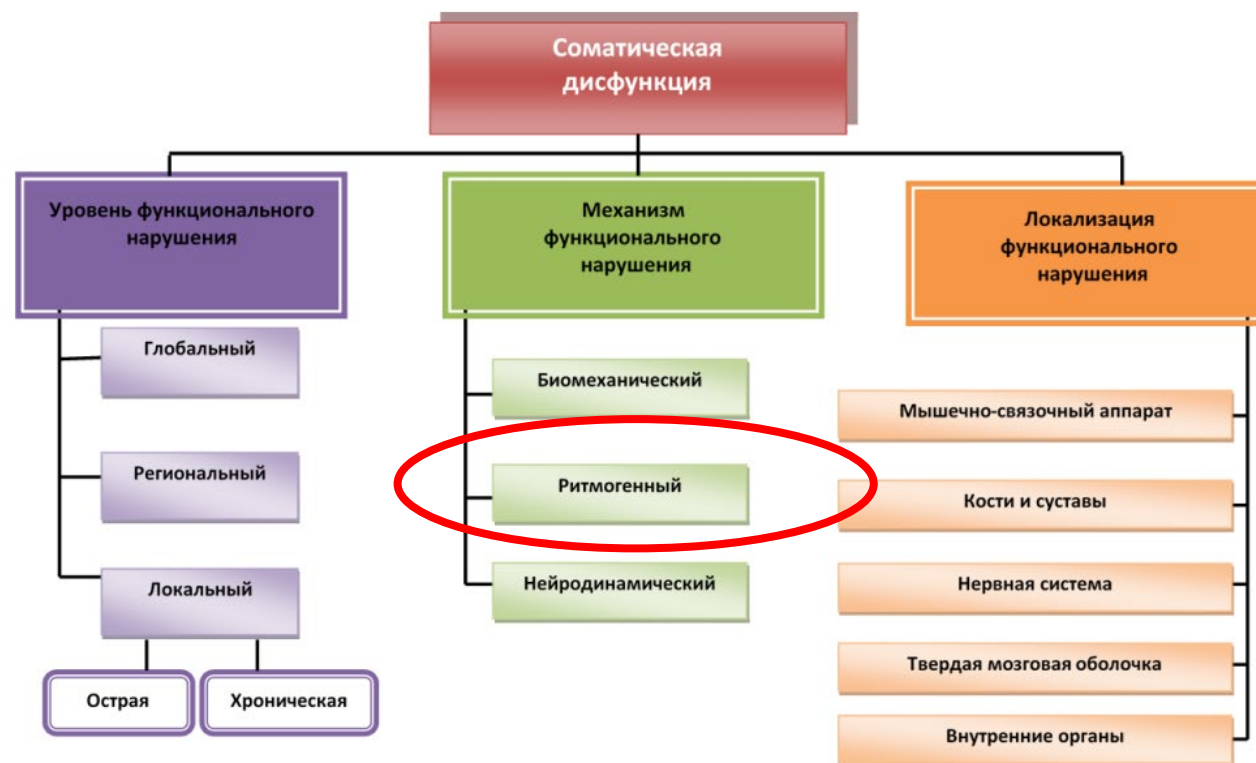 Соматическая
дисфункция
Уровень функционального
нарушения
Глобальный
Региональный
Локальный
Острая
Хроническая
Механизм
функционального
нарушения
Биомеханический
Ритмогенный
Нейродинамический
Локализация
функционального
нарушения
Мышечно-связочный аппарат
Кости и суставы
Нервная система
Твердая мозговая оболочка
Внутренние органы